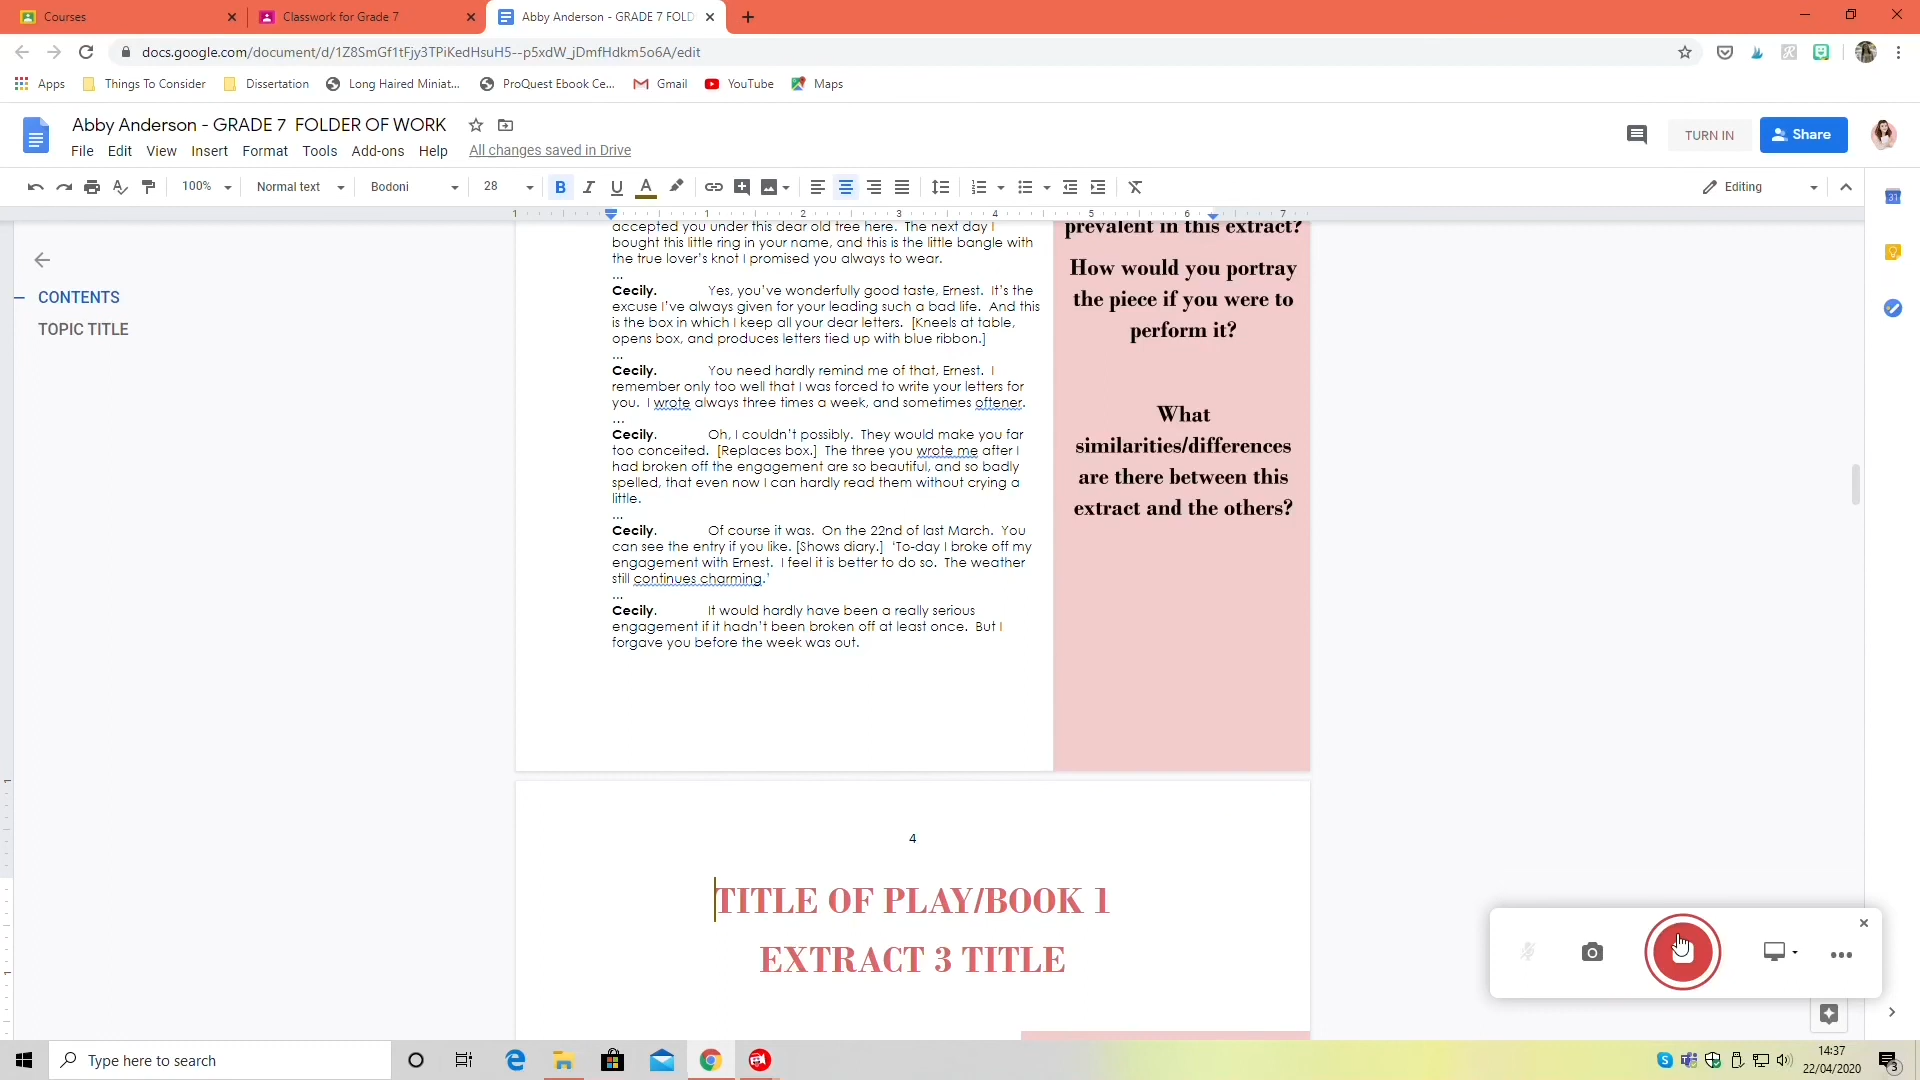 Courses
Classwork for Grade 7
Abby Anderson - GRADE 7 FOLD
docs.google.com/document/d/1Z8SmGf1tFjy3TPiKedHsuH5--p5xdW_jDmfHdkm5o6A/edit
Apps
Things To Consider
Dissertation
Long Haired Miniat...
ProQuest Ebook Ce...
Gmail
YouTube
Maps
Abby Anderson - GRADE 7 FOLDER OF WORK
File Edit View Insert Format Tools Add-ons Help
All changes saved in Drive
TURN IN
Share
100%
Normal text
Bodoni
28
Editing
1 1 2 3 4 5 6 7
CONTENTS
TOPIC TITLE
accepted you under this dear old tree here. The next day I
bought this little ring in your name, and this is the little bangle with
the true lover's knot I promised you always to wear.
...
Cecily. Yes, you've wonderfully good taste, Ernest. It's the
excuse I've always given for your leading such a bad life. And this
is the box in which I keep all your dear letters. [Kneels at table,
opens box, and produces letters tied up with blue ribbon.]
...
Cecily. You need hardly remind me of that, Ernest. I
remember only too well that I was forced to write your letters for
you. I wrote always three times a week, and sometimes oftener.
...
Cecily. Oh, I couldn't possibly. They would make you far
too conceited. [Replaces box.] The three you wrote me after I
had broken off the engagement are so beautiful, and so badly
spelled, that even now I can hardly read them without crying a
little.
...
Cecily. Of course it was. On the 22nd of last March. You
can see the entry if you like. [Shows diary.] 'To-day I broke off my
engagement with Ernest. I feel it is better to do so. The weather
still continues charming.'
...
Cecily. It would hardly have been a really serious
engagement if it hadn't been broken off at least once. But I
forgave you before the week was out.
prevalent in this extract?
How would you portray
the piece if you were to
perform it?
What
similarities/differences
are there between this
extract and the others?
4
TITLE OF PLAY/BOOK 1
EXTRACT 3 TITLE
Type here to search
14:37
22/04/2020
3